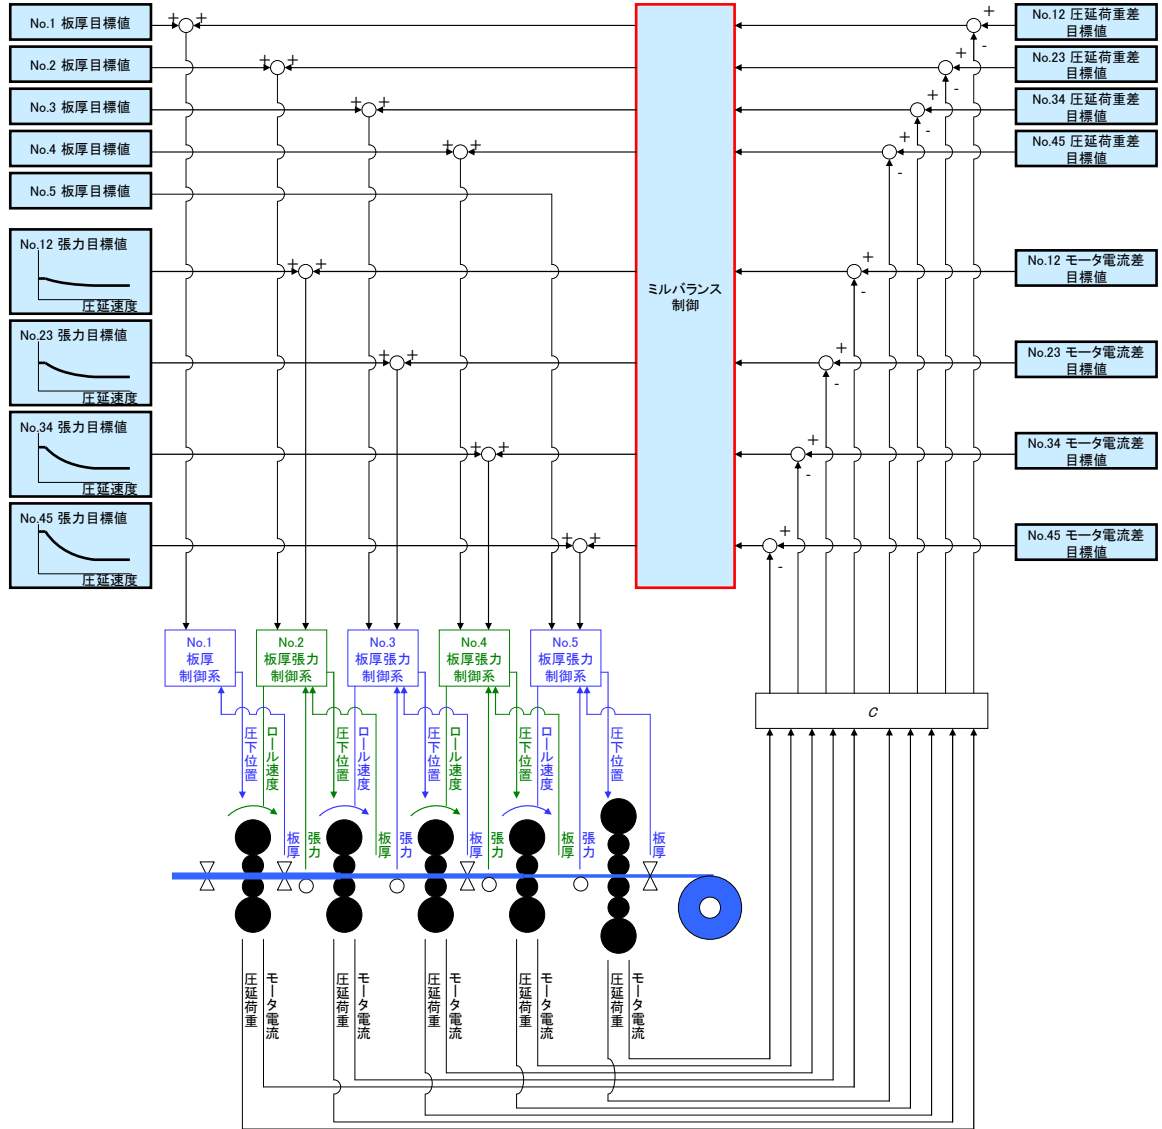 No.1 板厚目標値
No.2 板厚目標値
No.3 板厚目標値
No.4 板厚目標値
No.5 板厚目標値
No.12 張力目標値
圧延速度
No.23 張力目標値
圧延速度
No.34 張力目標値
圧延速度
No.45 張力目標値
圧延速度
ミルバランス
制御
No.12 圧延荷重差
目標値
No.23 圧延荷重差
目標値
No.34 圧延荷重差
目標値
No.45 圧延荷重差
目標値
No.12 モータ電流差
目標値
No.23 モータ電流差
目標値
No.34 モータ電流差
目標値
No.45 モータ電流差
目標値
+ + + -
+ + + -
+ + + -
+ + + -
+ + + -
+ + + -
+ + + -
+ + + -
No.1
板厚
制御系
No.2
板厚張力
制御系
No.3
板厚張力
制御系
No.4
板厚張力
制御系
No.5
板厚張力
制御系
C
圧下位置
ロール速度
圧下位置
ロール速度
圧下位置
ロール速度
圧下位置
ロール速度
圧下位置
板厚
張力
板厚
張力
板厚
張力
板厚
張力
板厚
圧延荷重
モータ電流
圧延荷重
モータ電流
圧延荷重
モータ電流
圧延荷重
モータ電流
圧延荷重
モータ電流